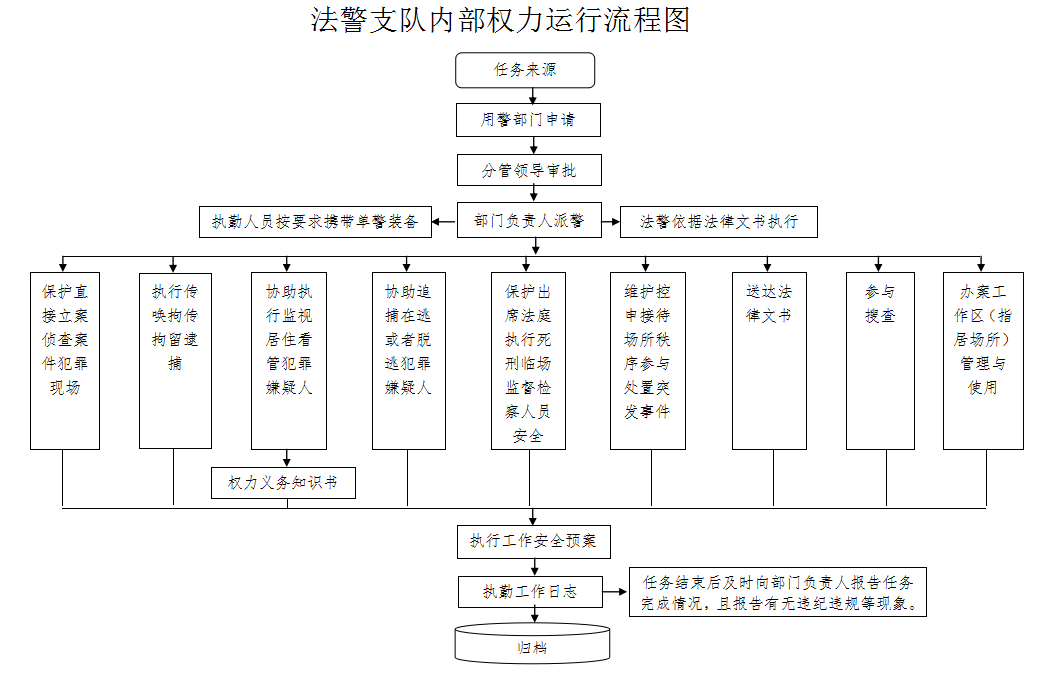 法警支队内部权力运行流程图
任务来源
用警部门申请
分管领导审批
执勤人员按要求携带单警装备
部门负责人派警
法警依据法律文书执行
保护直
接立案
侦查案
件犯罪
现场
执行传
唤拘传
拘留逮
捕
协助执
行监视
居住看
管犯罪
嫌疑人
协助追
捕在逃
或者脱
逃犯罪
嫌疑人
保护出
席法庭
执行死
刑临场
监督检
察人员
安全
维护控
申接待
场所秩
序参与
处置突
发事件
送达法
律文书
参与
搜查
办案工
作区（指
居场所）
管理与
使用
权力义务知识书
执行工作安全预案
执勤工作日志
任务结束后及时向部门负责人报告任务
完成情况，且报告有无违纪违规等现象。
归档